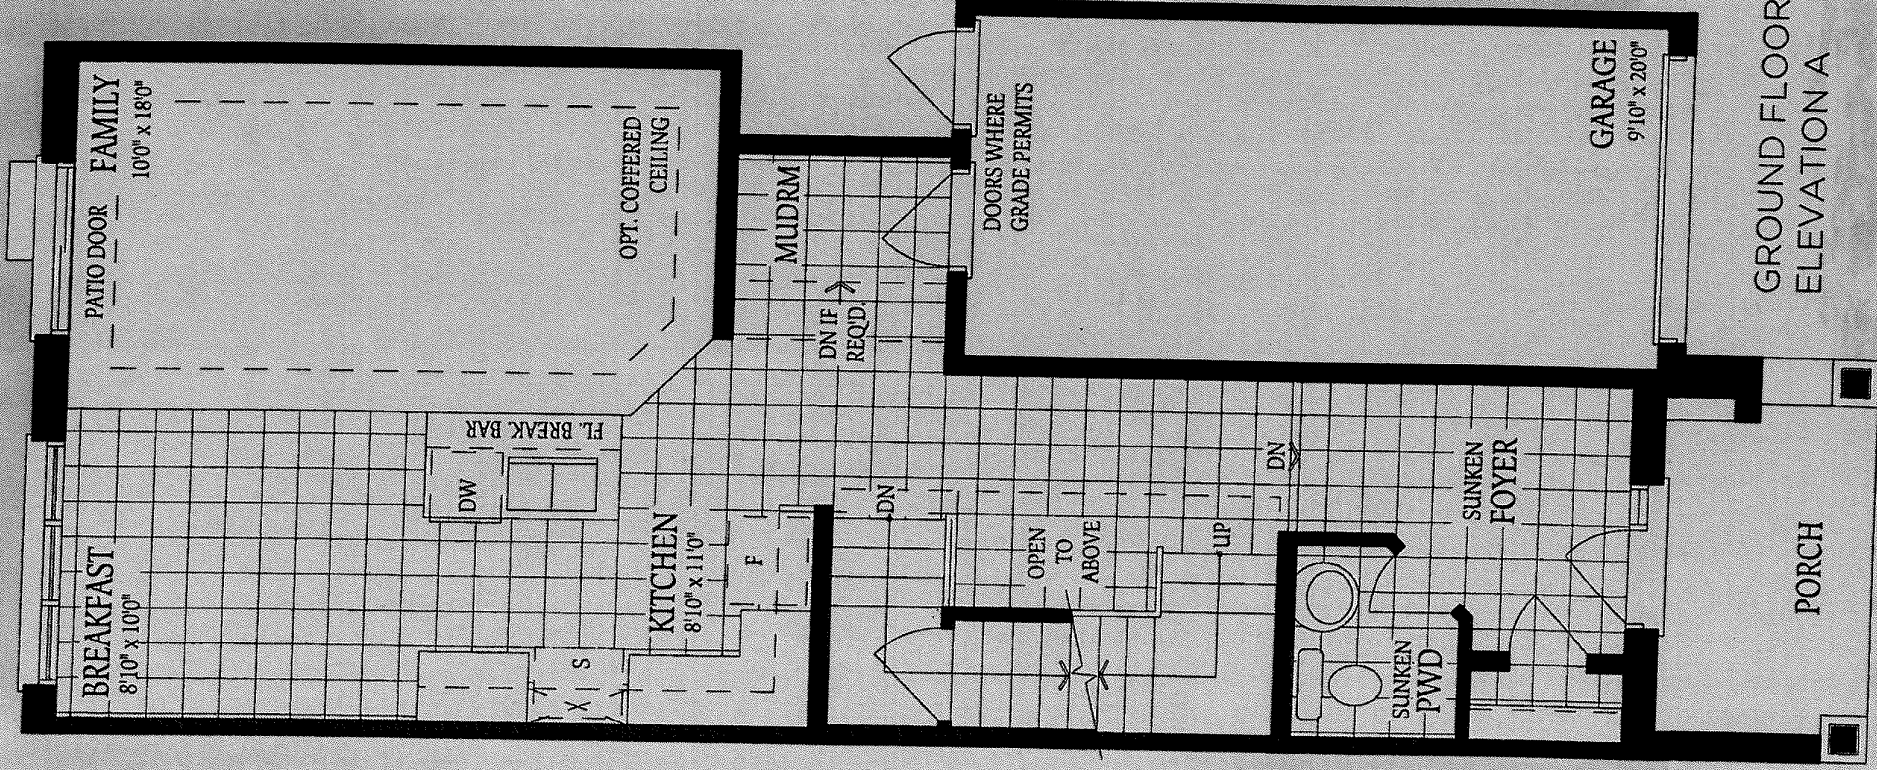 FAMILY
10'0" x 18'0"
PATIO DOOR
OPT. COFFERED
CEILING
MUDRM
DN IF
REQ'D.
DOORS WHERE
GRADE PERMITS
GARAGE
9'10" x 20'0"
GROUND FLOOR
ELEVATION A
BREAKFAST
8'10" x 10'0"
FL. BREAK. BAR
DW
S
KITCHEN
8'10" x 11'0"
F
DN
OPEN
TO
ABOVE
UP
DN
SUNKEN
FOYER
SUNKEN
PWD
PORCH